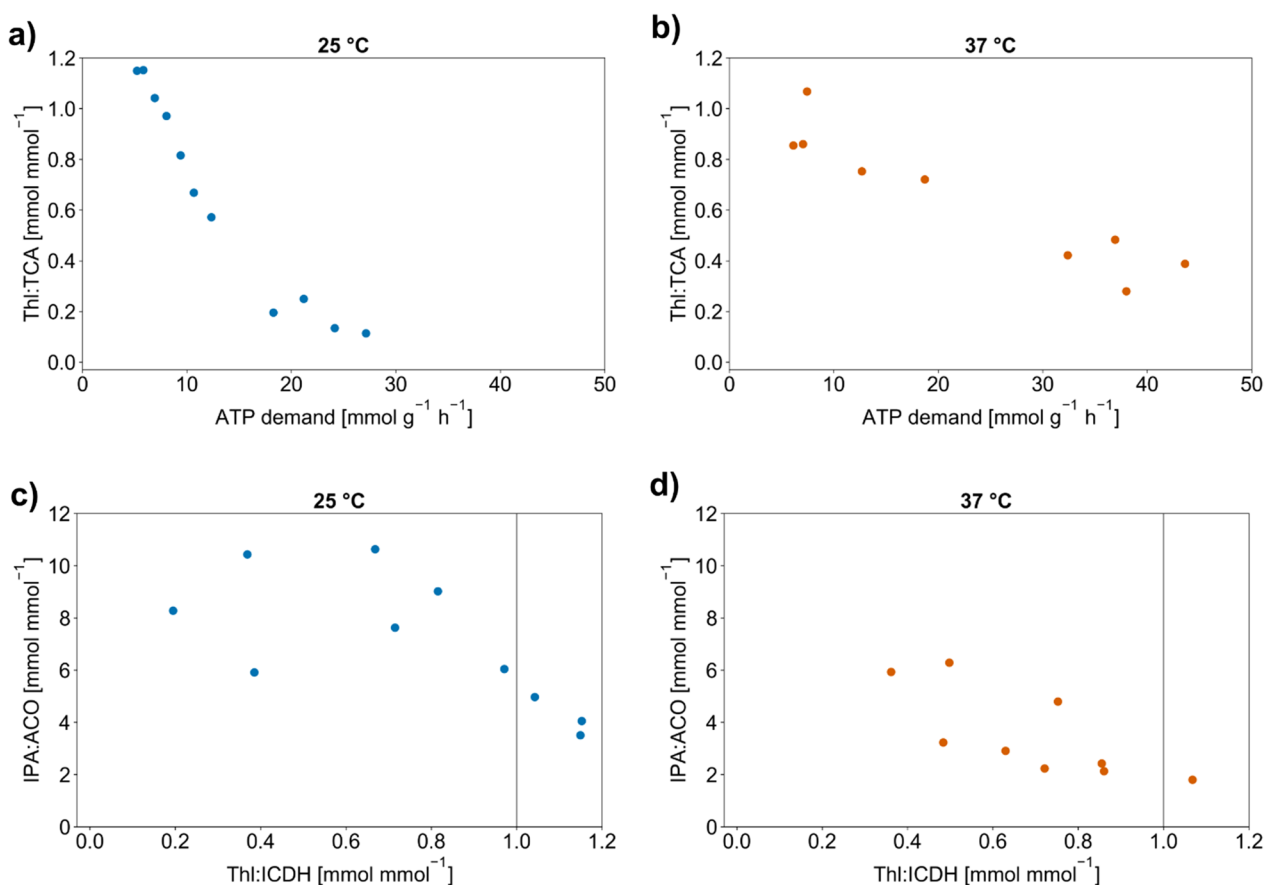 a)
25 °C
Thl:TCA [mmol mmol⁻¹]
1.2
1.0
0.8
0.6
0.4
0.2
0.0
0 10 20 30 40 50
ATP demand [mmol g⁻¹ h⁻¹]
b)
37 °C
Thl:TCA [mmol mmol⁻¹]
1.2
1.0
0.8
0.6
0.4
0.2
0.0
0 10 20 30 40 50
ATP demand [mmol g⁻¹ h⁻¹]
c)
25 °C
IPA:ACO [mmol mmol⁻¹]
12
10
8
6
4
2
0
0.0 0.2 0.4 0.6 0.8 1.0 1.2
Thl:ICDH [mmol mmol⁻¹]
d)
37 °C
IPA:ACO [mmol mmol⁻¹]
12
10
8
6
4
2
0
0.0 0.2 0.4 0.6 0.8 1.0 1.2
Thl:ICDH [mmol mmol⁻¹]